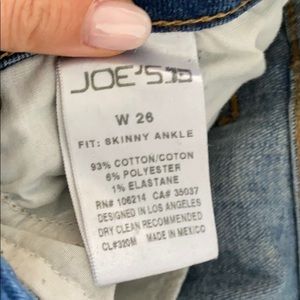 JOE'S
W 26
FIT: SKINNY ANKLE
93% COTTON/COTON
6% POLYESTER
1% ELASTANE
RN# 106214 CA# 35037
DESIGNED IN LOS ANGELES
DRY CLEAN RECOMMENDED
CL#320M MADE IN MEXICO